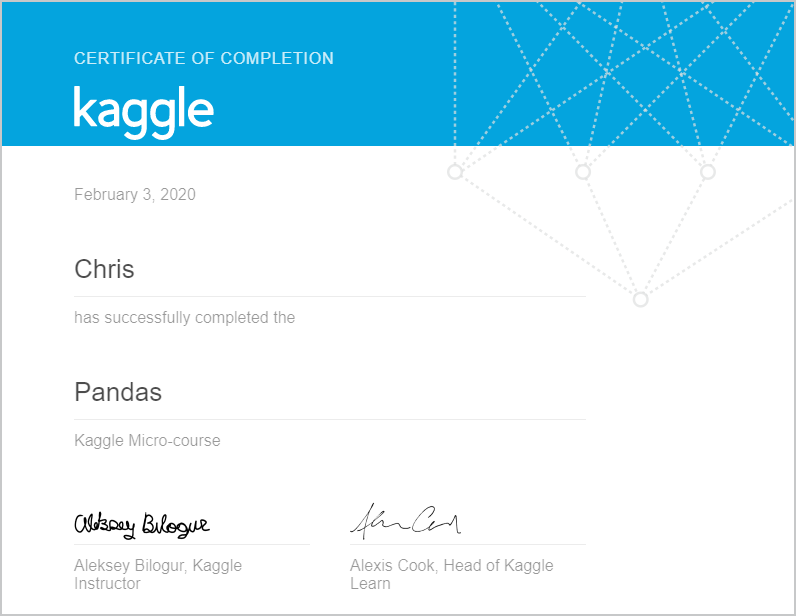 CERTIFICATE OF COMPLETION
kaggle
February 3, 2020
Chris
has successfully completed the
Pandas
Kaggle Micro-course
Aleksey Bilogur
Aleksey Bilogur, Kaggle
Instructor
Alexis Cook, Head of Kaggle
Learn